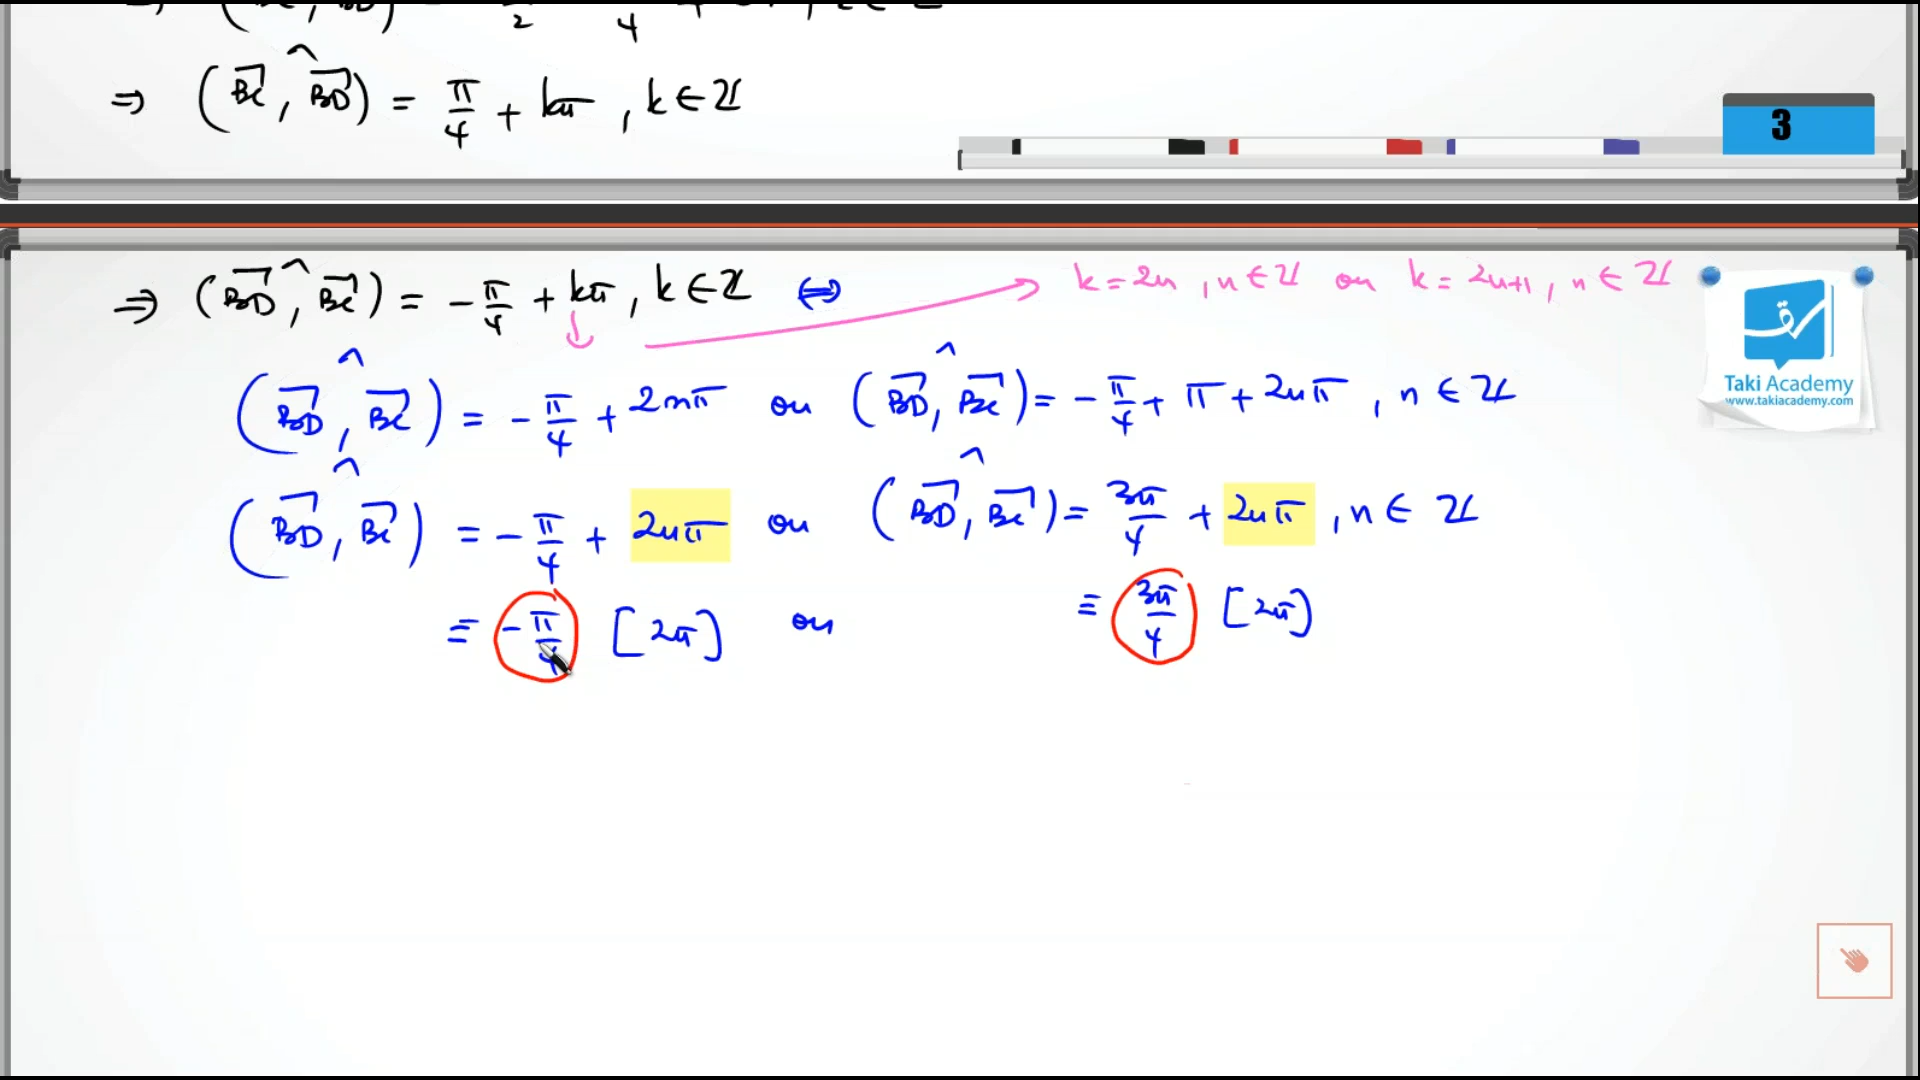 ⇒ (BC, BD) = π/4 + kπ, k ∈ ℤ
3
⇒ (BD, BC) = -π/4 + kπ, k ∈ ℤ ⇔ k = 2n, n ∈ ℤ ou k = 2n+1, n ∈ ℤ
(BD, BC) = -π/4 + 2nπ ou (BD, BC) = -π/4 + π + 2nπ, n ∈ ℤ
(BD, BC) = -π/4 + 2nπ ou (BD, BC) = 3π/4 + 2nπ, n ∈ ℤ
≡ -π/4 [2π] ou ≡ 3π/4 [2π]
Taki Academy
www.takiacademy.com